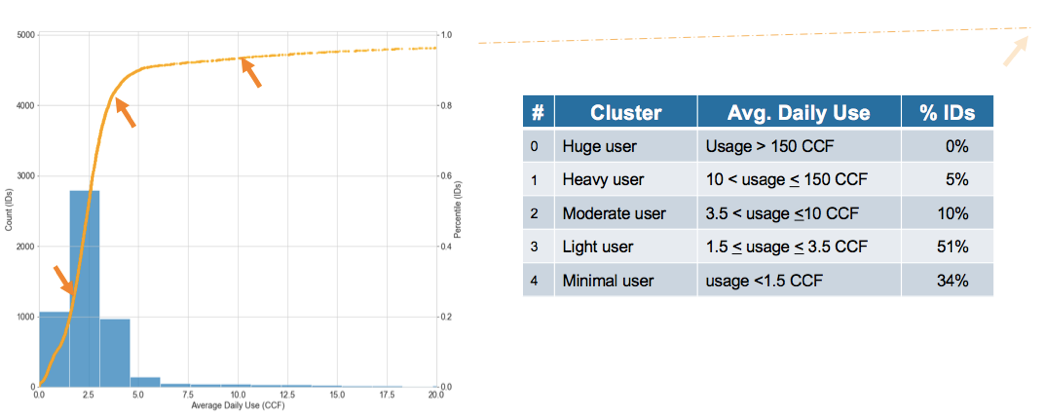 5000
4000
3000
2000
1000
0
Count (IDs)
1.0
0.8
0.6
0.4
0.2
0.0
Percentile (IDs)
0.0 2.5 5.0 7.5 10.0 12.5 15.0 17.5 20.0
Average Daily Use (CCF)
# Cluster Avg. Daily Use % IDs
0 Huge user Usage > 150 CCF 0%
1 Heavy user 10 < usage ≤ 150 CCF 5%
2 Moderate user 3.5 < usage ≤10 CCF 10%
3 Light user 1.5 ≤ usage ≤ 3.5 CCF 51%
4 Minimal user usage <1.5 CCF 34%